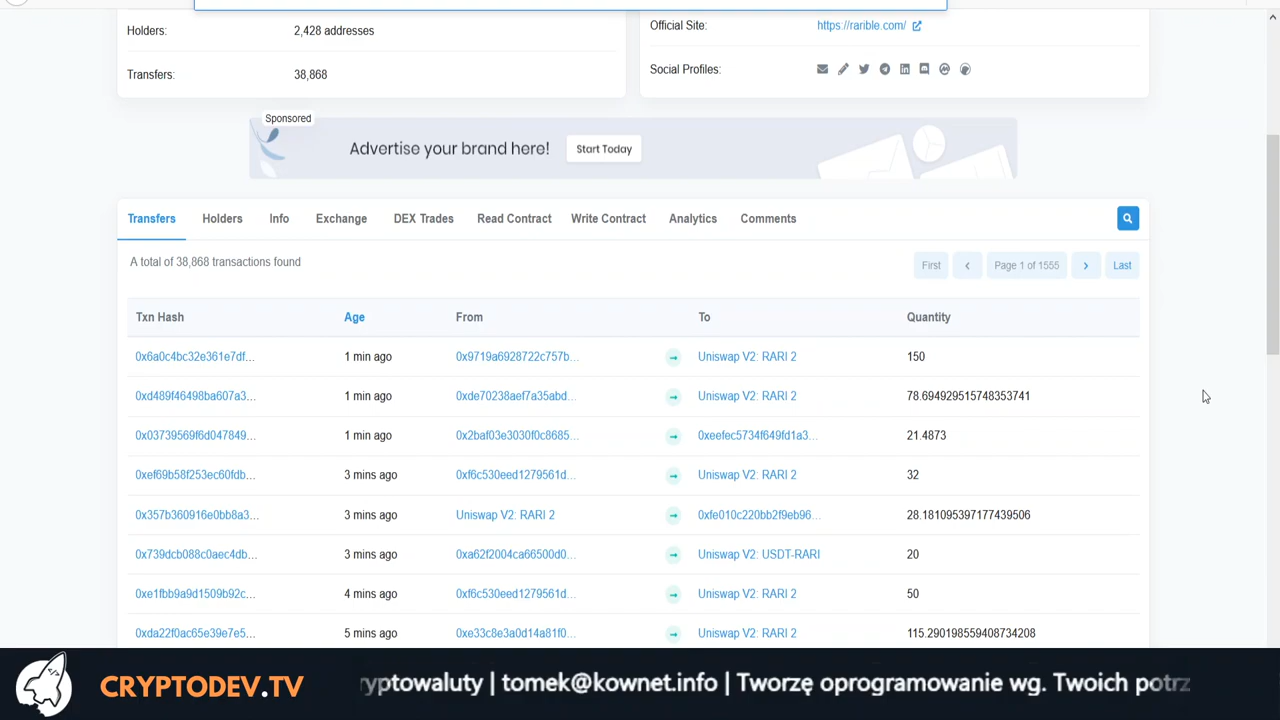 Holders: 2,428 addresses
Official Site: https://rarible.com/
Transfers: 38,868
Social Profiles:
Sponsored
Advertise your brand here! Start Today
Transfers Holders Info Exchange DEX Trades Read Contract Write Contract Analytics Comments
A total of 38,868 transactions found
First Page 1 of 1555 Last
Txn Hash Age From To Quantity
0x6a0c4bc32e361e7df... 1 min ago 0x9719a6928722c757b... Uniswap V2: RARI 2 150
0xd489f46498ba607a3... 1 min ago 0xde70238aef7a35abd... Uniswap V2: RARI 2 78.694929515748353741
0x03739569f6d047849... 1 min ago 0x2baf03e3030f0c8685... 0xeefec5734f649fd1a3... 21.4873
0xef69b58f253ec60fdb... 3 mins ago 0xf6c530eed1279561d... Uniswap V2: RARI 2 32
0x357b360916e0bb8a3... 3 mins ago Uniswap V2: RARI 2 0xfe010c220bb2f9eb96... 28.181095397177439506
0x739dcb088c0aec4db... 3 mins ago 0xa62f2004ca66500d0... Uniswap V2: USDT-RARI 20
0xe1fbb9a9d1509b92c... 4 mins ago 0xf6c530eed1279561d... Uniswap V2: RARI 2 50
0xda22f0ac65e39e7e5... 5 mins ago 0xe33c8e3a0d14a81f0... Uniswap V2: RARI 2 115.290198559408734208
CRYPTODEV.TV
ryptowaluty | tomek@kownet.info | Tworzę oprogramowanie wg. Twoich potrz